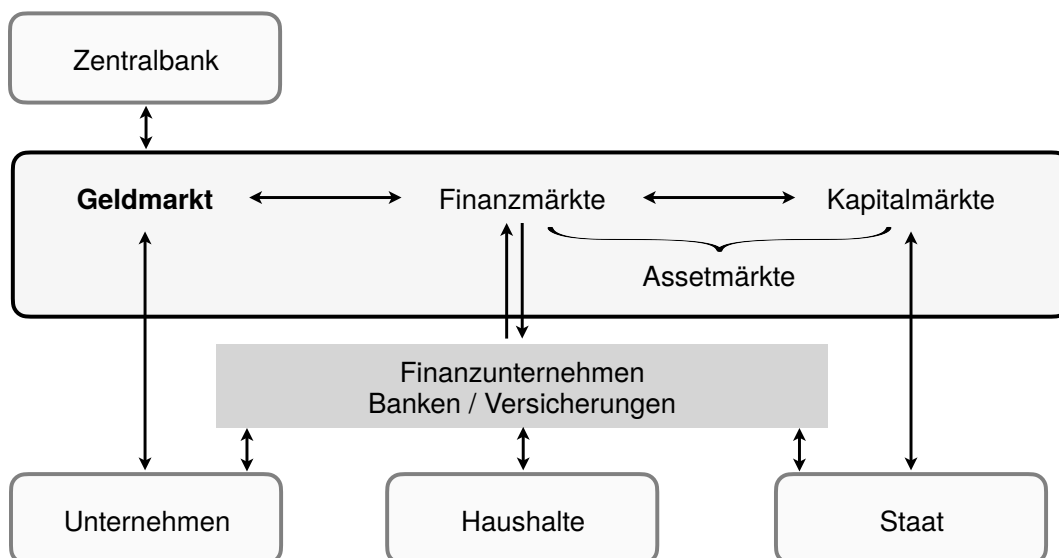 Zentralbank
Geldmarkt
Finanzmärkte
Kapitalmärkte
Assetmärkte
Finanzunternehmen
Banken / Versicherungen
Unternehmen
Haushalte
Staat